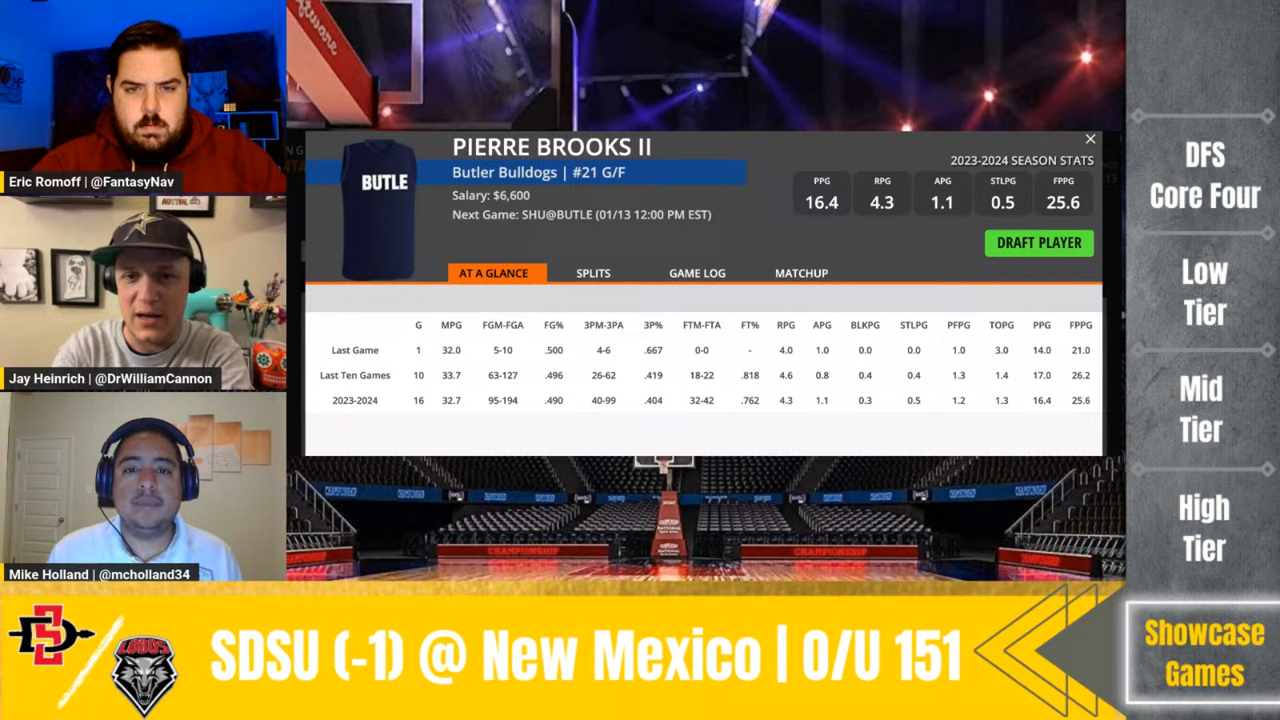 Eric Romoff | @FantasyNav
AUSTRAL
Jay Heinrich | @DrWilliamCannon
Mike Holland | @mcholland34
BUTLE
PIERRE BROOKS II
Butler Bulldogs | #21 G/F
Salary: $6,600
Next Game: SHU@BUTLE (01/13 12:00 PM EST)
2023-2024 SEASON STATS
PPG RPG APG STLPG FPPG
16.4 4.3 1.1 0.5 25.6
DRAFT PLAYER
AT A GLANCE SPLITS GAME LOG MATCHUP
G MPG FGM-FGA FG% 3PM-3PA 3P% FTM-FTA FT% RPG APG BLKPG STLPG PFPG TOPG PPG FPPG
Last Game 1 32.0 5-10 .500 4-6 .667 0-0 - 4.0 1.0 0.0 0.0 1.0 3.0 14.0 21.0
Last Ten Games 10 33.7 63-127 .496 26-62 .419 18-22 .818 4.6 0.8 0.4 0.4 1.3 1.4 17.0 26.2
2023-2024 16 32.7 95-194 .490 40-99 .404 32-42 .762 4.3 1.1 0.3 0.5 1.2 1.3 16.4 25.6
CHAMPIONSHIP
CHAMPIONSHIP
DFS
Core Four
Low
Tier
Mid
Tier
High
Tier
Showcase
Games
LOBOS
SDSU (-1) @ New Mexico | O/U 151